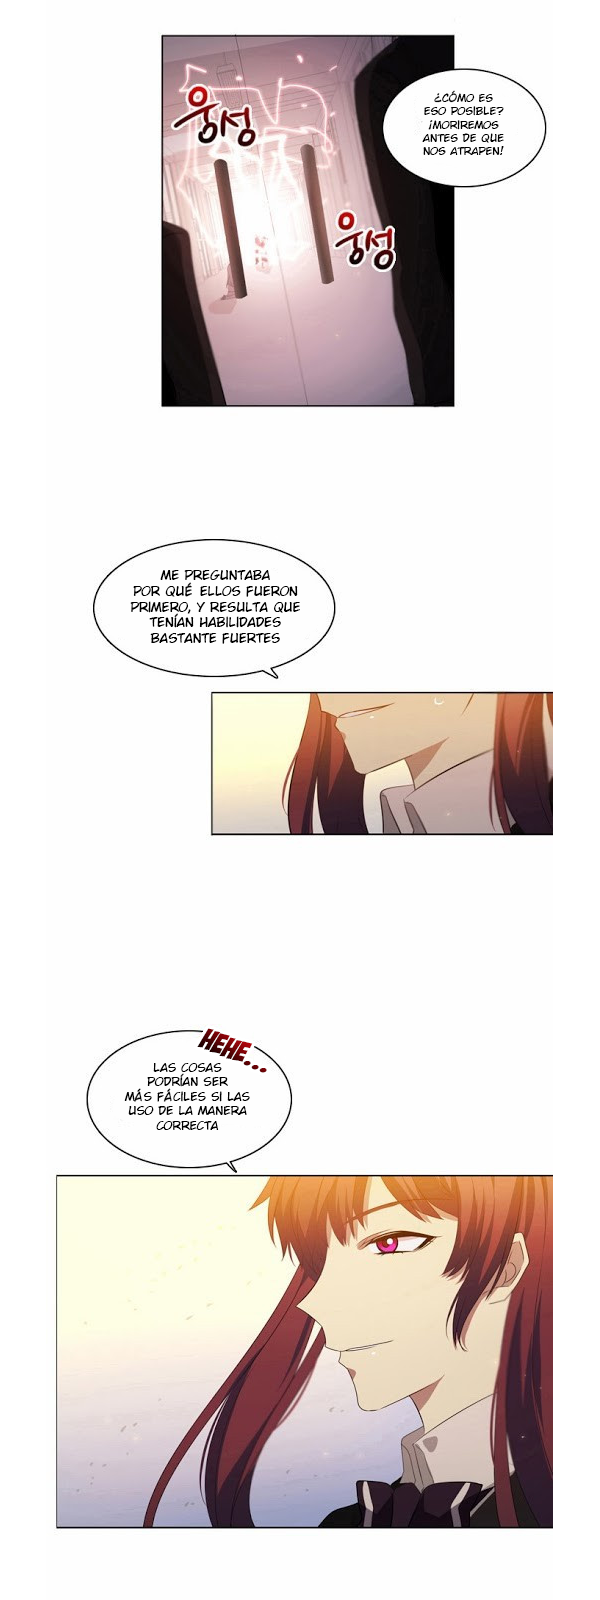 ¿CÓMO ES
ESO POSIBLE?
¡MORIREMOS
ANTES DE QUE
NOS ATRAPEN!
웅성
웅성
ME PREGUNTABA
POR QUÉ ELLOS FUERON
PRIMERO, Y RESULTA QUE
TENÍAN HABILIDADES
BASTANTE FUERTES
HEHE...
LAS COSAS
PODRÍAN SER
MÁS FÁCILES SI LAS
USO DE LA MANERA
CORRECTA